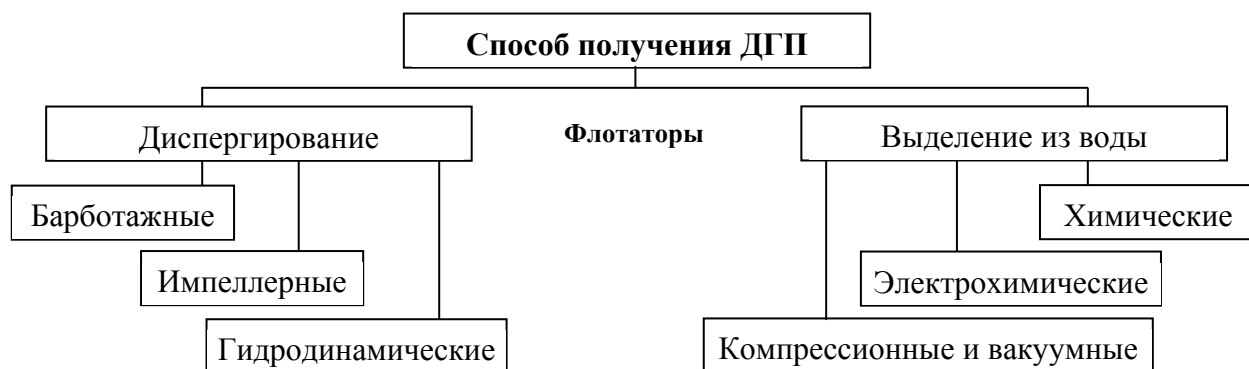 Способ получения ДГП
Диспергирование
Флотаторы
Выделение из воды
Барботажные
Химические
Импеллерные
Электрохимические
Гидродинамические
Компрессионные и вакуумные